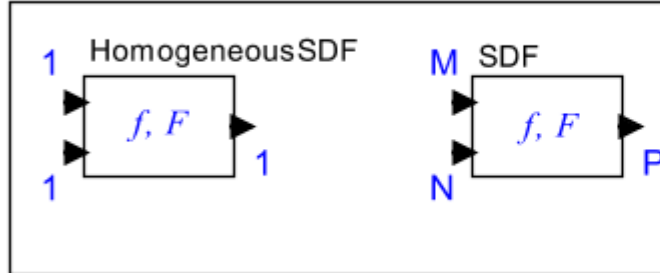 1 HomogeneousSDF
f, F
1
1
M SDF
f, F
N
P